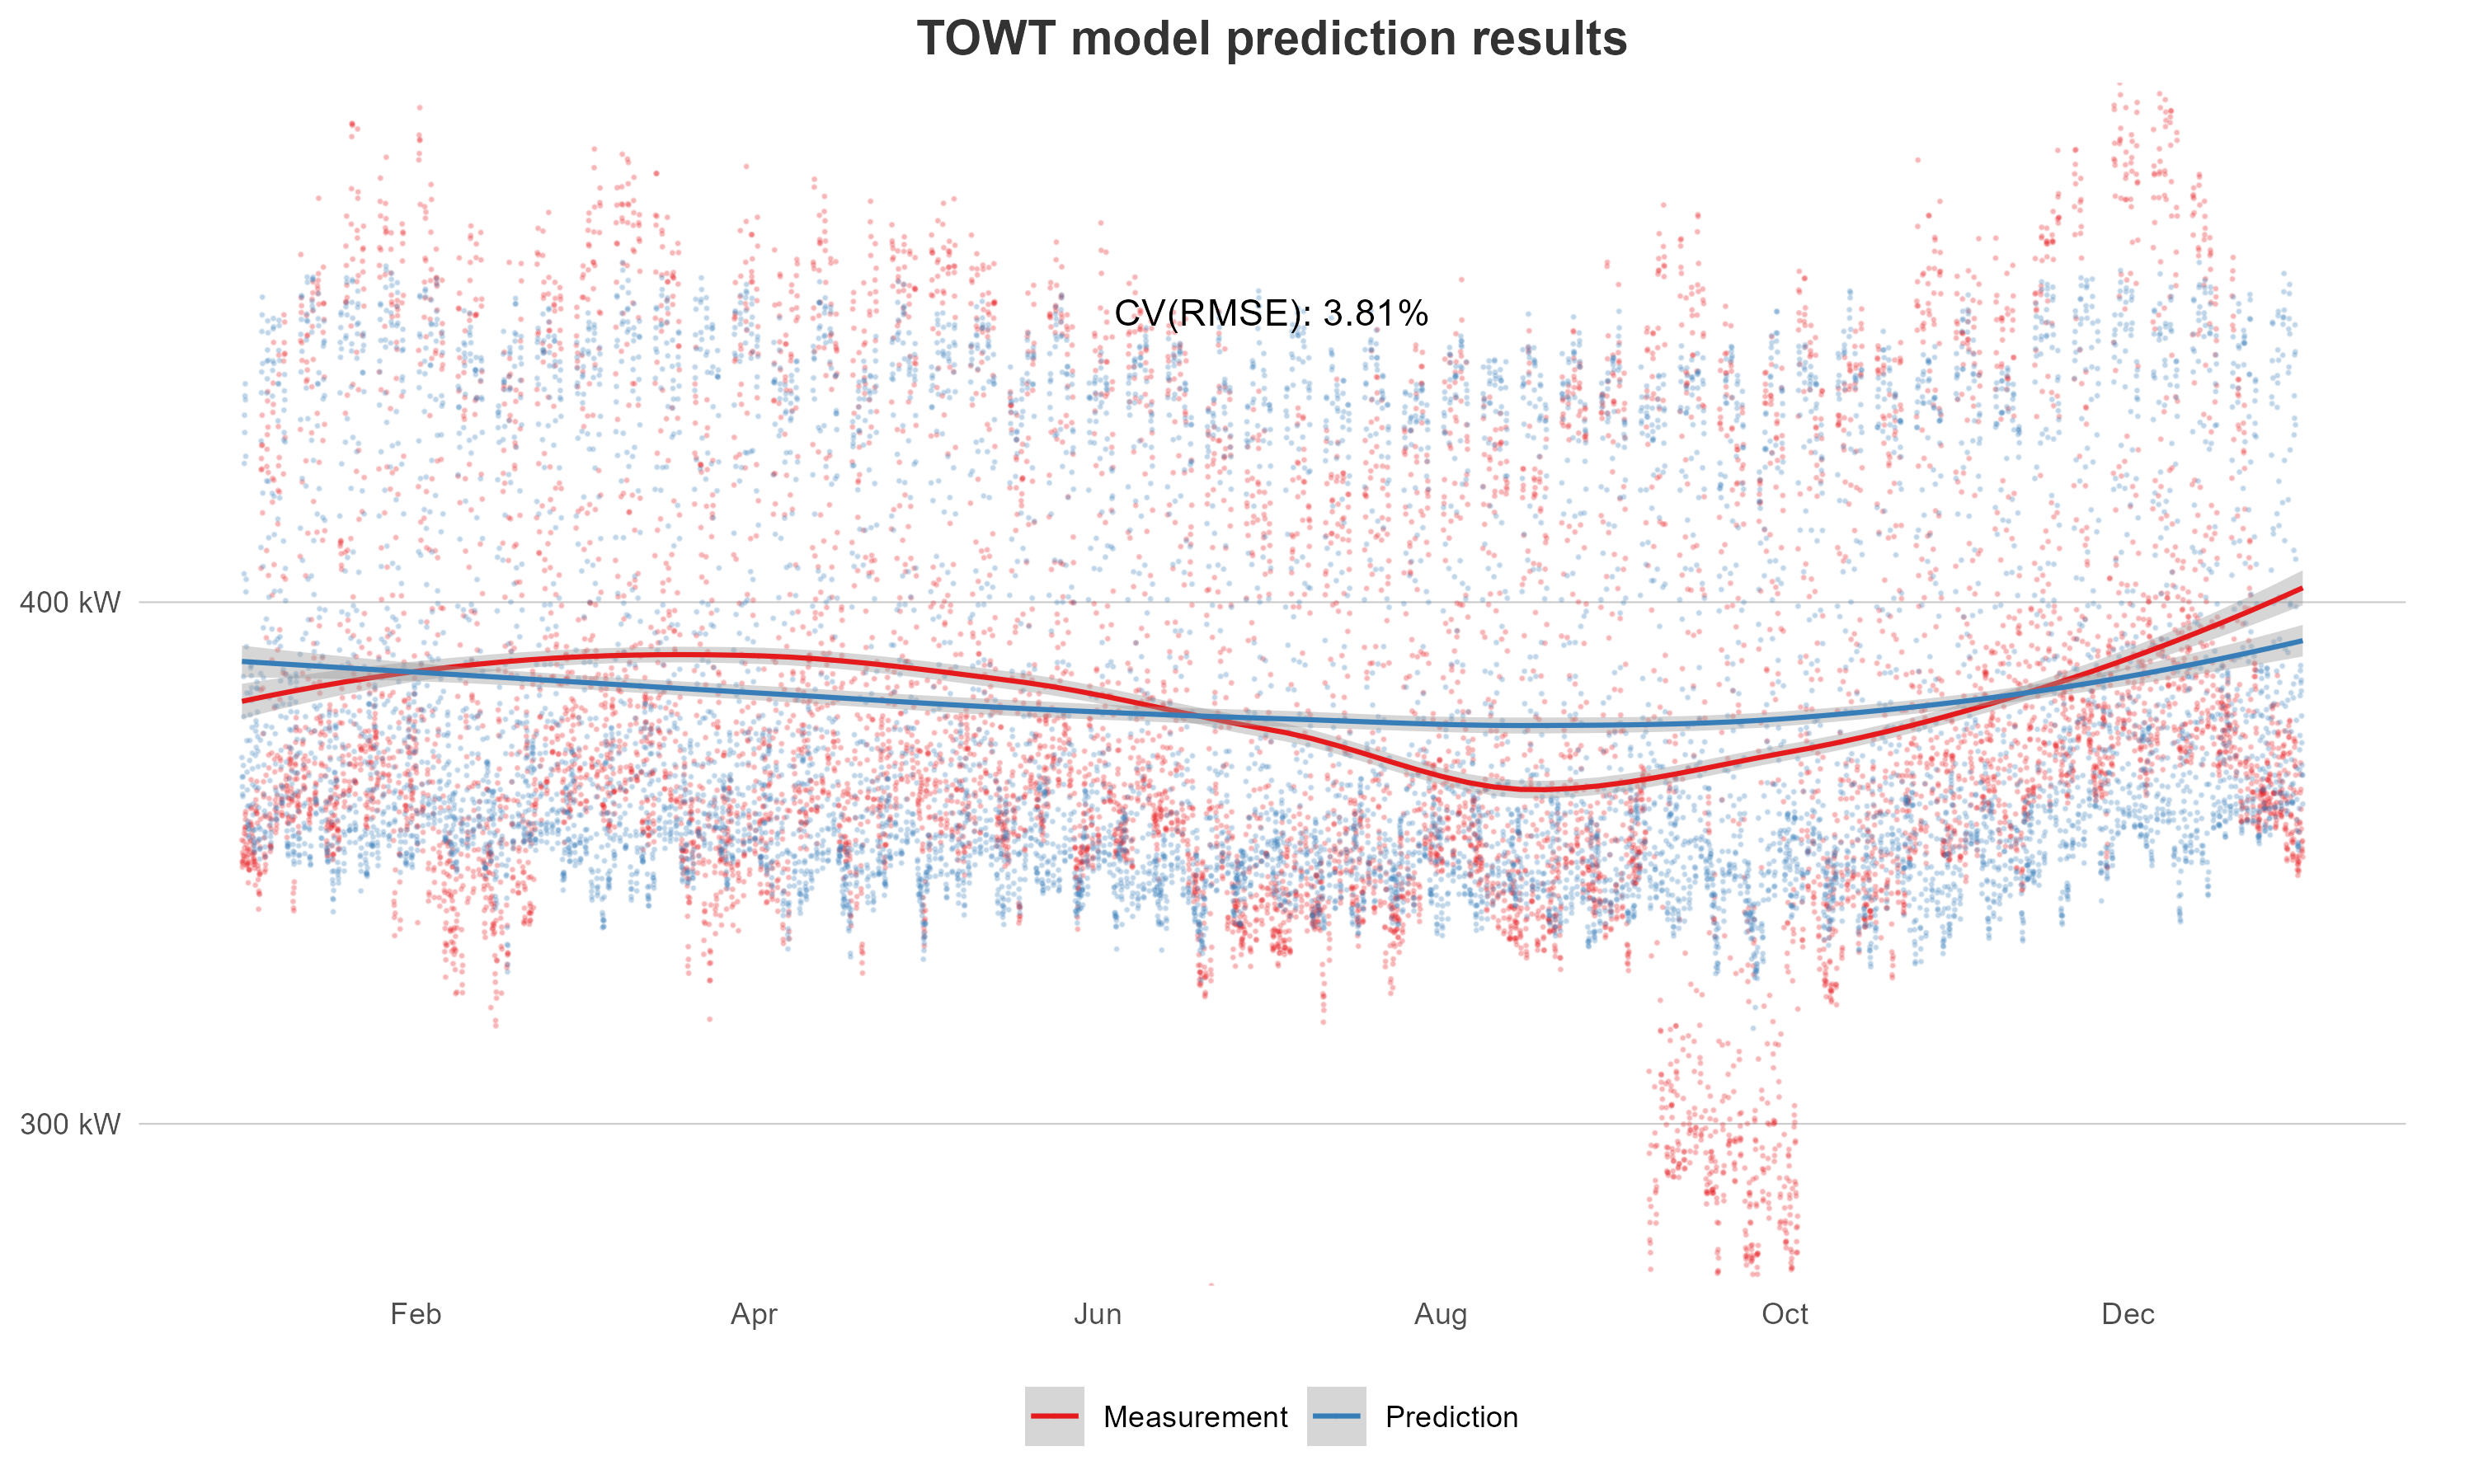 TOWT model prediction results
CV(RMSE): 3.81%
400 kW
300 kW
Feb Apr Jun Aug Oct Dec
Measurement Prediction